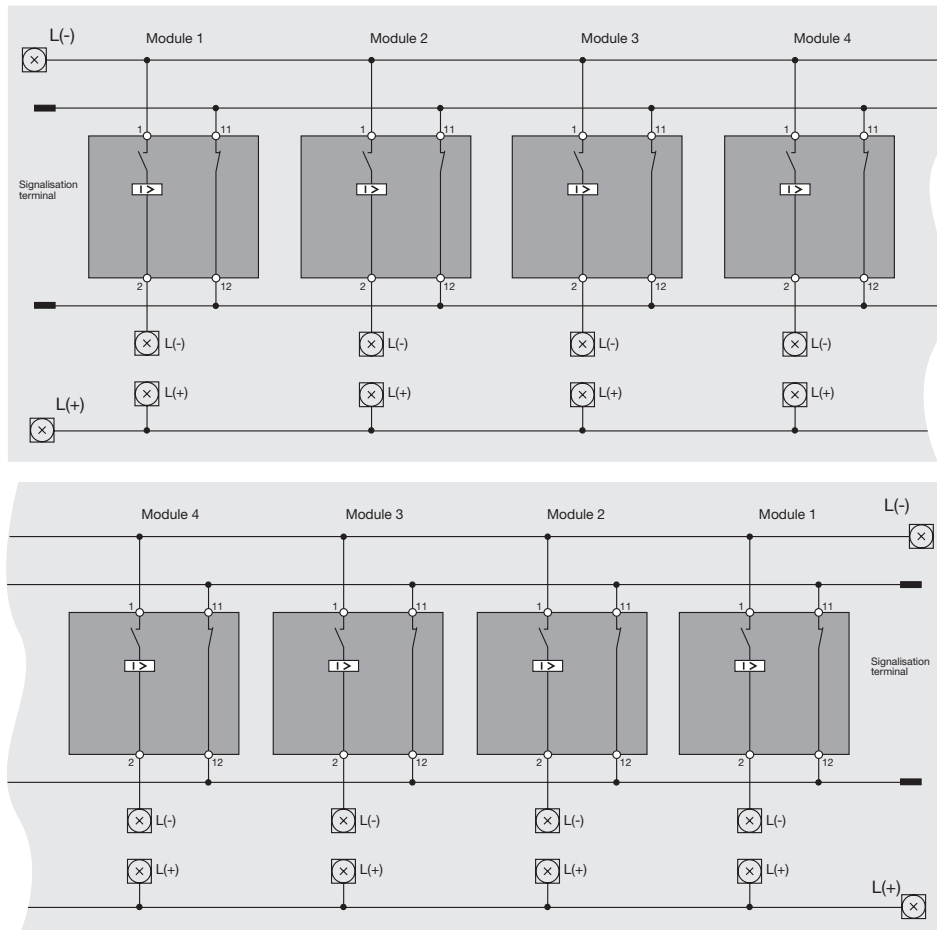 L(-) Module 1 Module 2 Module 3 Module 4
1 11 1 11 1 11 1 11
Signalisation
terminal
I > I > I > I >
2 12 2 12 2 12 2 12
L(-) L(-) L(-) L(-)
L(+) L(+) L(+) L(+)
L(+)
Module 4 Module 3 Module 2 Module 1 L(-)
1 11 1 11 1 11 1 11
I > I > I > I >
Signalisation
terminal
2 12 2 12 2 12 2 12
L(-) L(-) L(-) L(-)
L(+) L(+) L(+) L(+)
L(+)